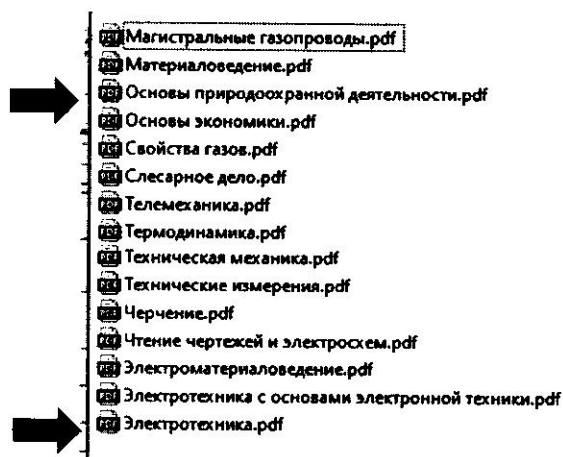 Магистральные газопроводы.pdf
Материаловедение.pdf
Основы природоохранной деятельности.pdf
Основы экономики.pdf
Свойства газов.pdf
Слесарное дело.pdf
Телемеханика.pdf
Термодинамика.pdf
Техническая механика.pdf
Технические измерения.pdf
Черчение.pdf
Чтение чертежей и электросхем.pdf
Электроматериаловедение.pdf
Электротехника с основами электронной техники.pdf
Электротехника.pdf